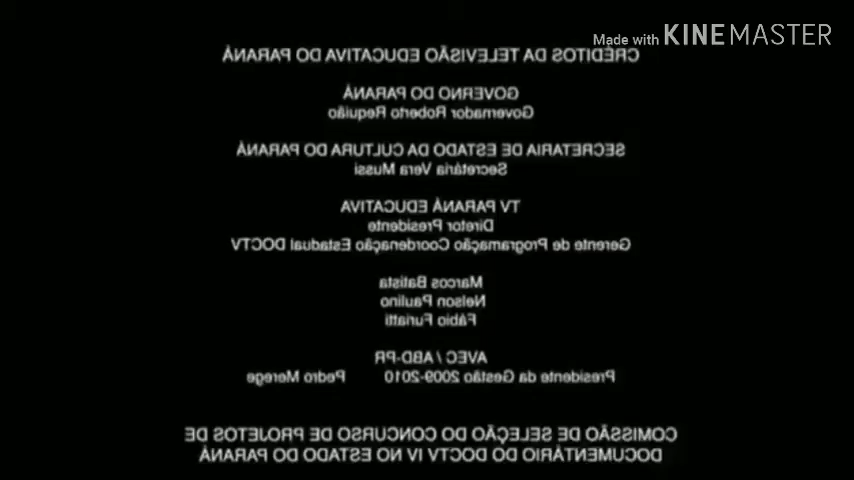 Made with KINEMASTER
CRÉDITOS DA TELEVISÃO EDUCATIVA DO PARANÁ
GOVERNO DO PARANÁ
Governador Roberto Requião
SECRETARIA DE ESTADO DA CULTURA DO PARANÁ
Secretária Vera Mussi
TV PARANÁ EDUCATIVA
Diretor Presidente
Gerente de Programação Coordenação Estadual DOCTV
Marcos Batista
Nelson Paulino
Fábio Furiatti
AVEC / ABD-PR
Presidente da Gestão 2009-2010 Pedro Merege
COMISSÃO DE SELEÇÃO DO CONCURSO DE PROJETOS DE
DOCUMENTÁRIO DO DOCTV IV NO ESTADO DO PARANÁ